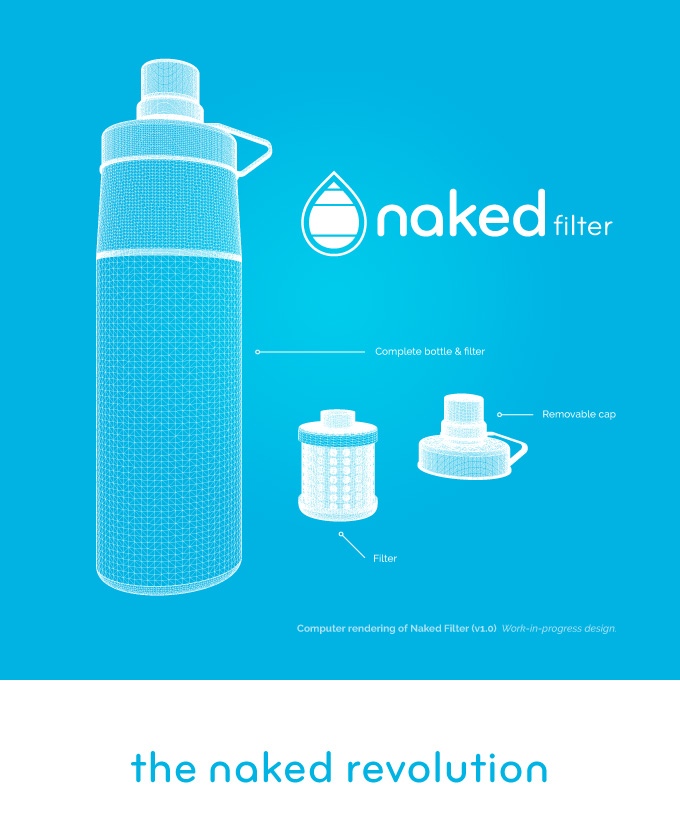 naked filter
Complete bottle & filter
Removable cap
Filter
Computer rendering of Naked Filter (v1.0) Work-in-progress design.
the naked revolution